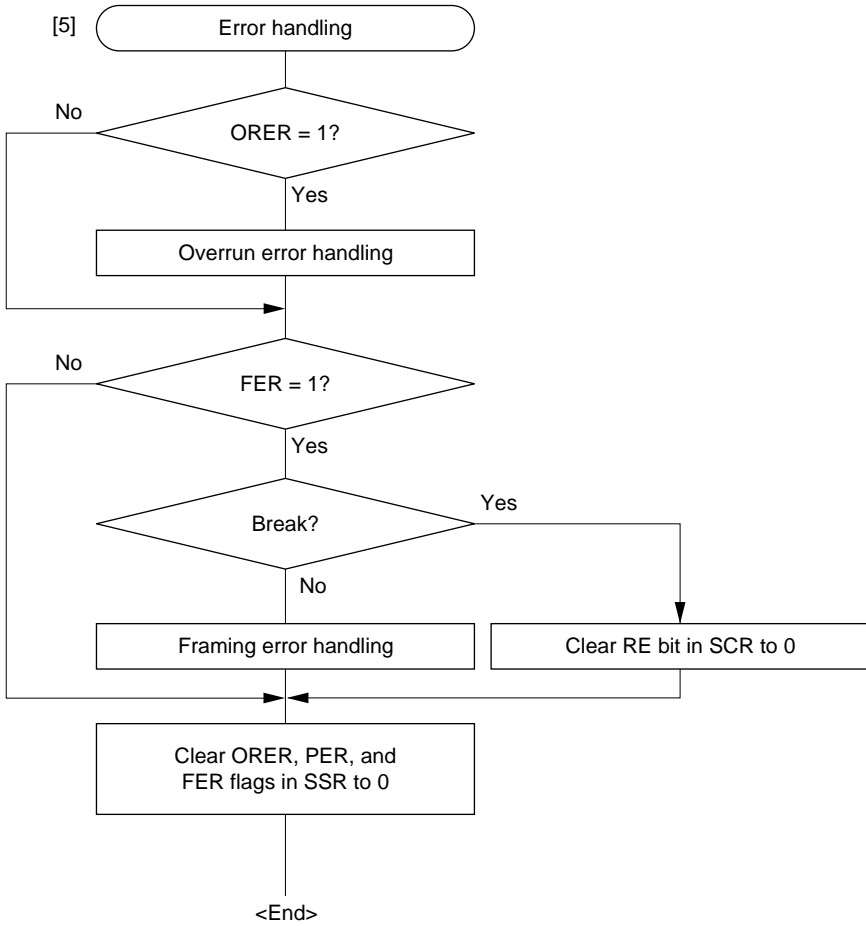 [5]
Error handling
No
ORER = 1?
Yes
Overrun error handling
No
FER = 1?
Yes
Break?
Yes
No
Framing error handling
Clear RE bit in SCR to 0
Clear ORER, PER, and
FER flags in SSR to 0
<End>